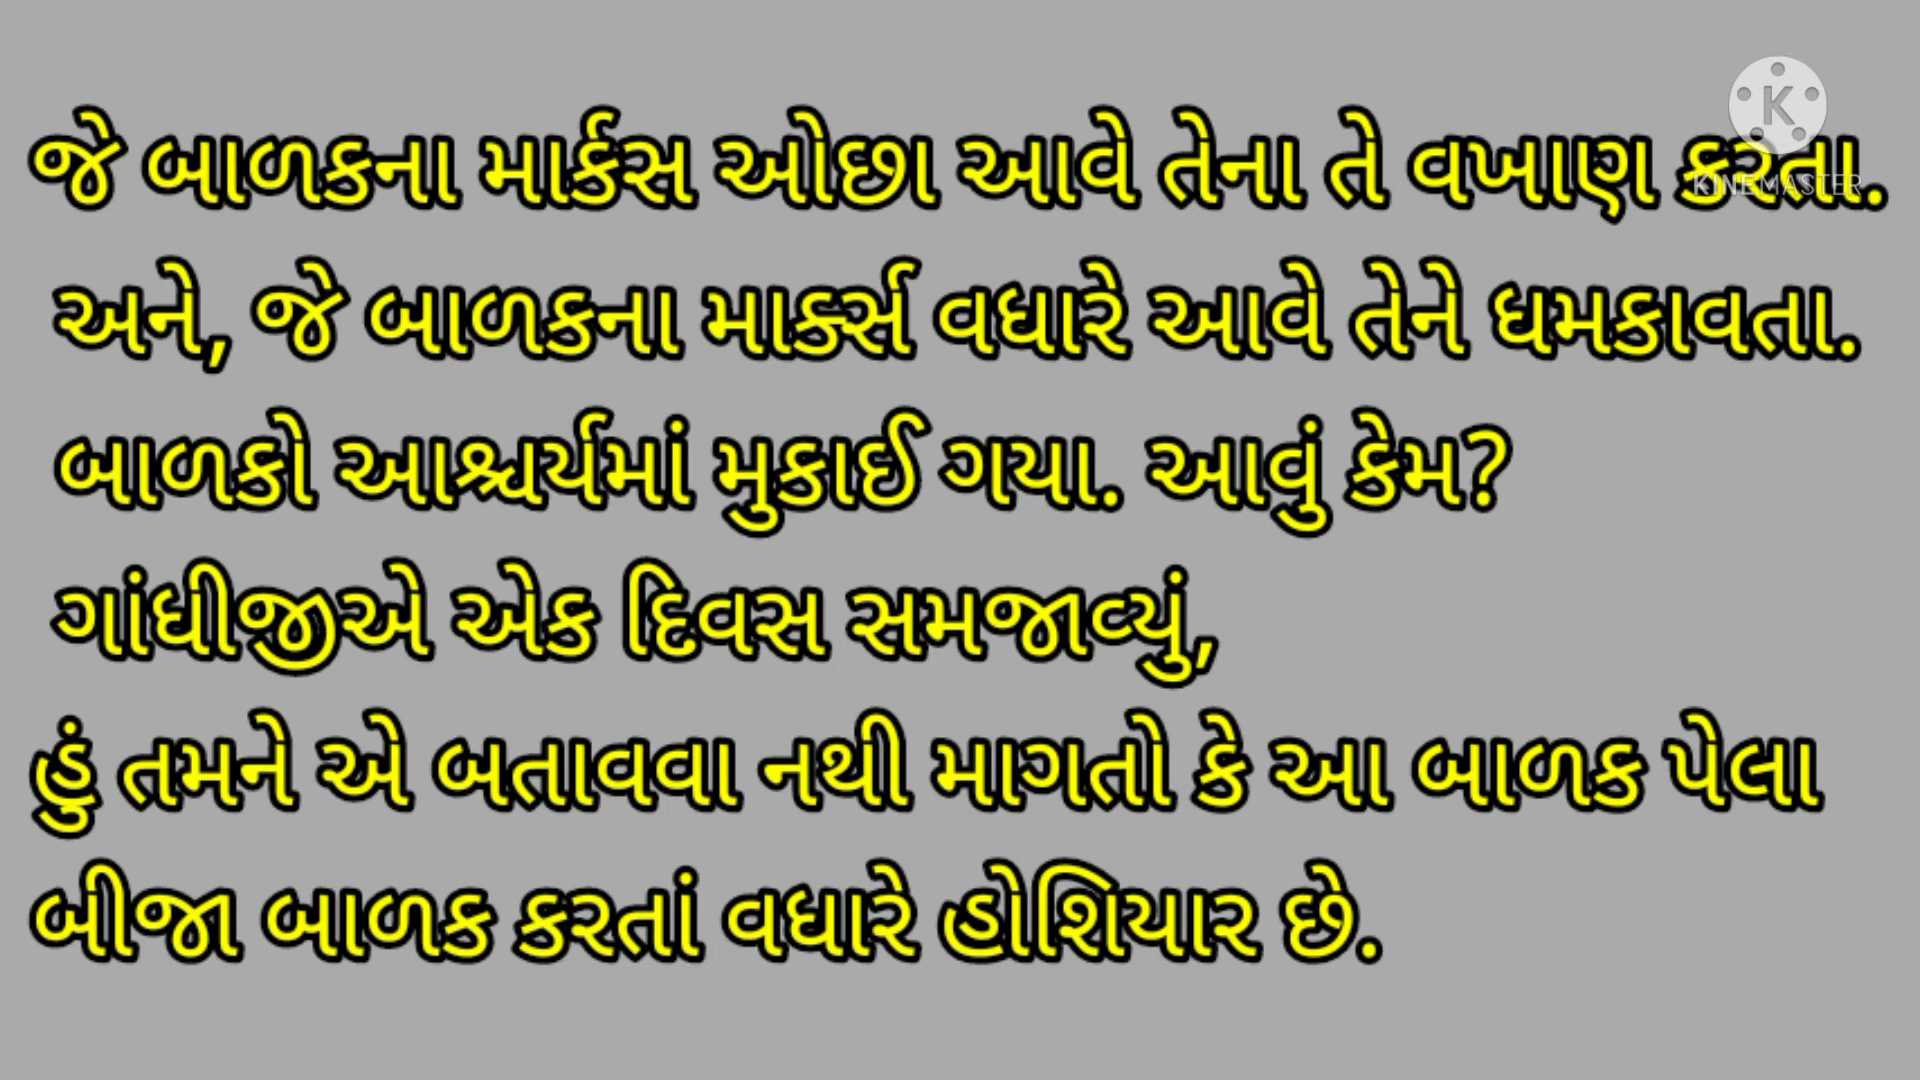 જે બાળકના માર્કસ ઓછા આવે તેના તે વખાણ કરતા.
અને, જે બાળકના માર્ક્સ વધારે આવે તેને ધમકાવતા.
બાળકો આશ્ચર્યમાં મુકાઈ ગયા. આવું કેમ?
ગાંધીજીએ એક દિવસ સમજાવ્યું,
હું તમને એ બતાવવા નથી માગતો કે આ બાળક પેલા
બીજા બાળક કરતાં વધારે હોશિયાર છે.
K
KINEMASTER